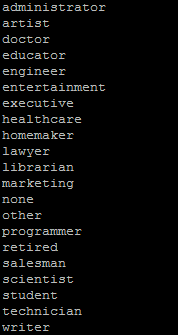 administrator
artist
doctor
educator
engineer
entertainment
executive
healthcare
homemaker
lawyer
librarian
marketing
none
other
programmer
retired
salesman
scientist
student
technician
writer